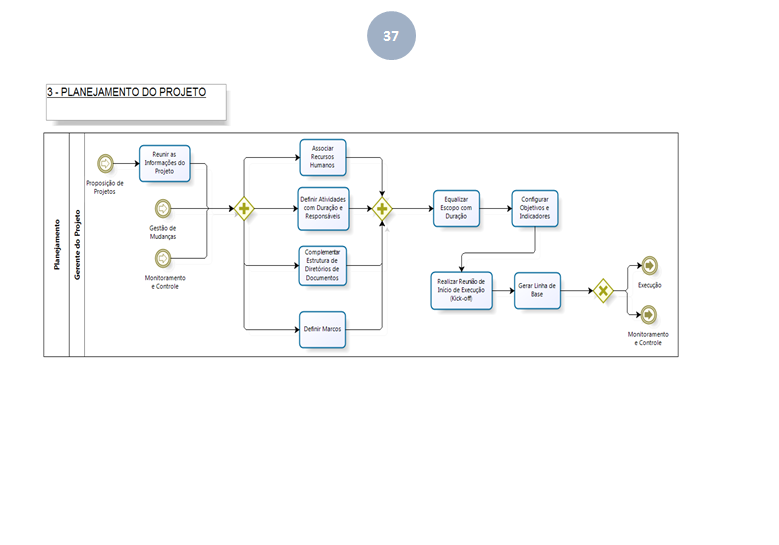 37
3 - PLANEJAMENTO DO PROJETO
Planejamento
Gerente do Projeto
Proposição de
Projetos
Reunir as
Informações do
Projeto
Gestão de
Mudanças
Monitoramento
e Controle
Associar
Recursos
Humanos
Definir Atividades
com Duração e
Responsáveis
Complementar
Estrutura de
Diretórios de
Documentos
Definir Marcos
Equalizar
Escopo com
Duração
Configurar
Objetivos e
Indicadores
Realizar Reunião de
Início de Execução
(Kick-off)
Gerar Linha de
Base
Execução
Monitoramento
e Controle